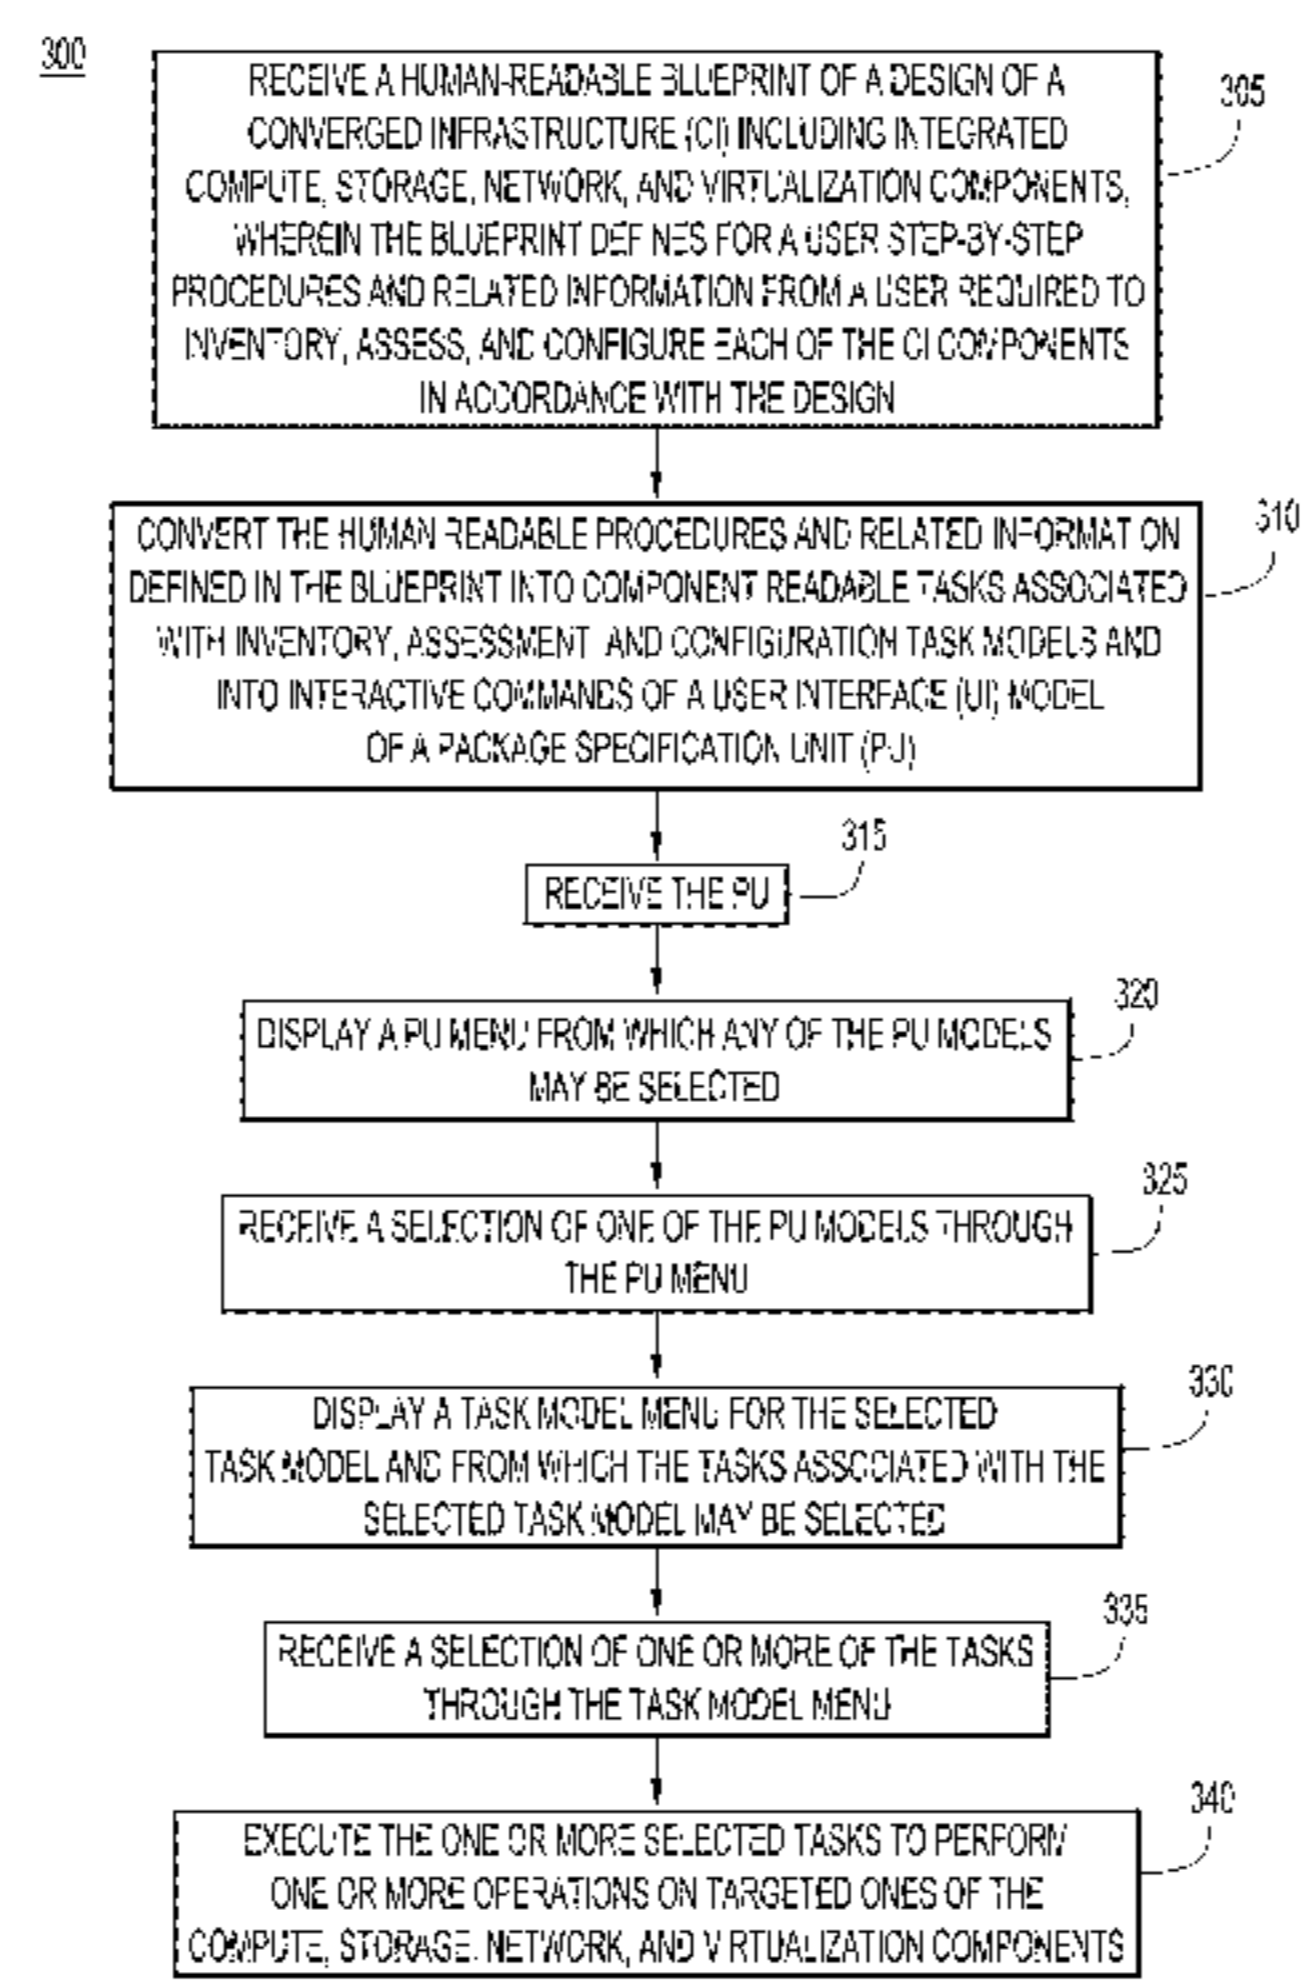 300
RECEIVE A HUMAN-READABLE BLUEPRINT OF A DESIGN OF A
CONVERGED INFRASTRUCTURE (CI) INCLUDING INTEGRATED
COMPUTE, STORAGE, NETWORK, AND VIRTUALIZATION COMPONENTS,
WHEREIN THE BLUEPRINT DEFINES FOR A USER STEP-BY-STEP
PROCEDURES AND RELATED INFORMATION FROM A USER REQUIRED TO
INVENTORY, ASSESS, AND CONFIGURE EACH OF THE CI COMPONENTS
IN ACCORDANCE WITH THE DESIGN
305
CONVERT THE HUMAN READABLE PROCEDURES AND RELATED INFORMATION
DEFINED IN THE BLUEPRINT INTO COMPONENT READABLE TASKS ASSOCIATED
WITH INVENTORY, ASSESSMENT AND CONFIGURATION TASK MODELS AND
INTO INTERACTIVE COMMANDS OF A USER INTERFACE (UI) MODEL
OF A PACKAGE SPECIFICATION UNIT (PU)
310
RECEIVE THE PU
315
DISPLAY A PU MENU FROM WHICH ANY OF THE PU MODELS
MAY BE SELECTED
320
RECEIVE A SELECTION OF ONE OF THE PU MODELS THROUGH
THE PU MENU
325
DISPLAY A TASK MODEL MENU FOR THE SELECTED
TASK MODEL AND FROM WHICH THE TASKS ASSOCIATED WITH THE
SELECTED TASK MODEL MAY BE SELECTED
330
RECEIVE A SELECTION OF ONE OR MORE OF THE TASKS
THROUGH THE TASK MODEL MENU
335
EXECUTE THE ONE OR MORE SELECTED TASKS TO PERFORM
ONE OR MORE OPERATIONS ON TARGETED ONES OF THE
COMPUTE, STORAGE, NETWORK, AND VIRTUALIZATION COMPONENTS
340